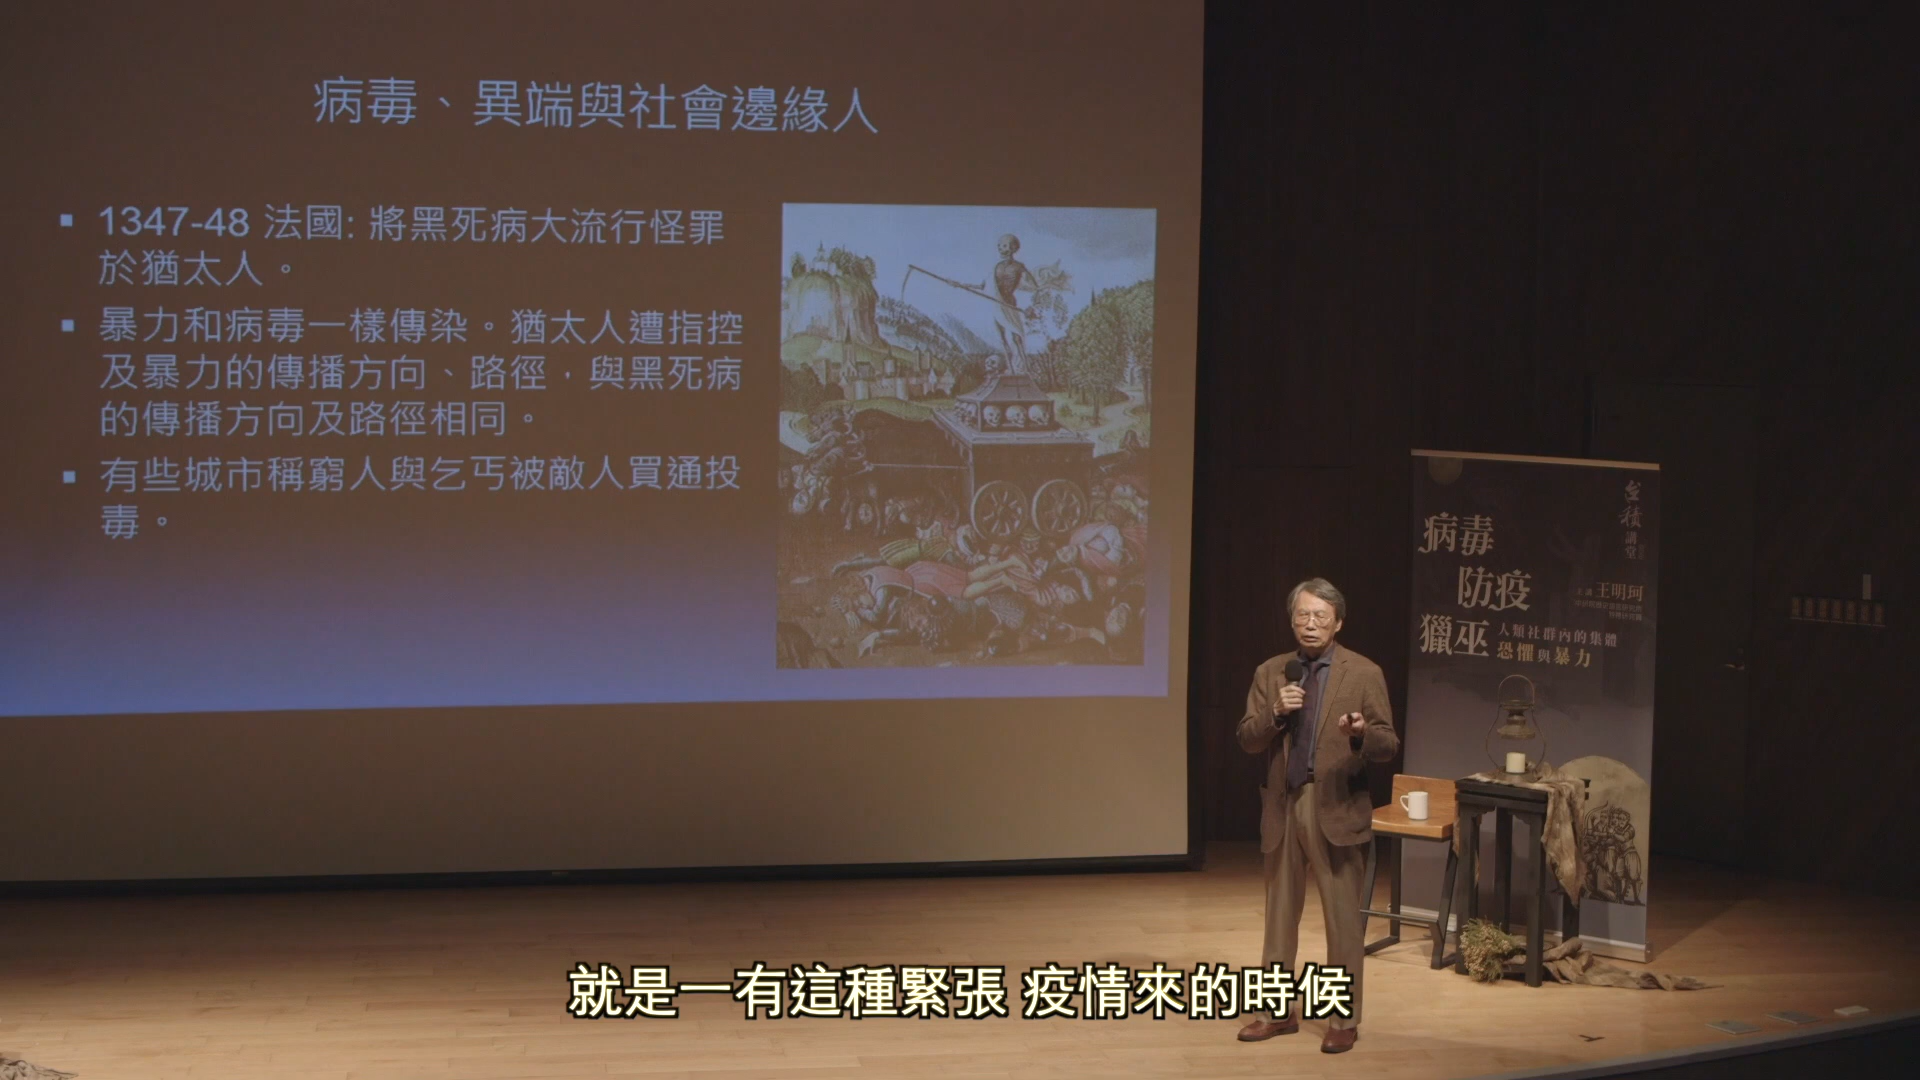 病毒、異端與社會邊緣人
▪ 1347-48 法國: 將黑死病大流行怪罪
於猶太人。
▪ 暴力和病毒一樣傳染。猶太人遭指控
及暴力的傳播方向、路徑，與黑死病
的傳播方向及路徑相同。
▪ 有些城市稱窮人與乞丐被敵人買通投
毒。
講堂
病毒
防疫
獵巫
主講 王明珂
人類社群內的集體
恐懼與暴力
就是一有這種緊張 疫情來的時候